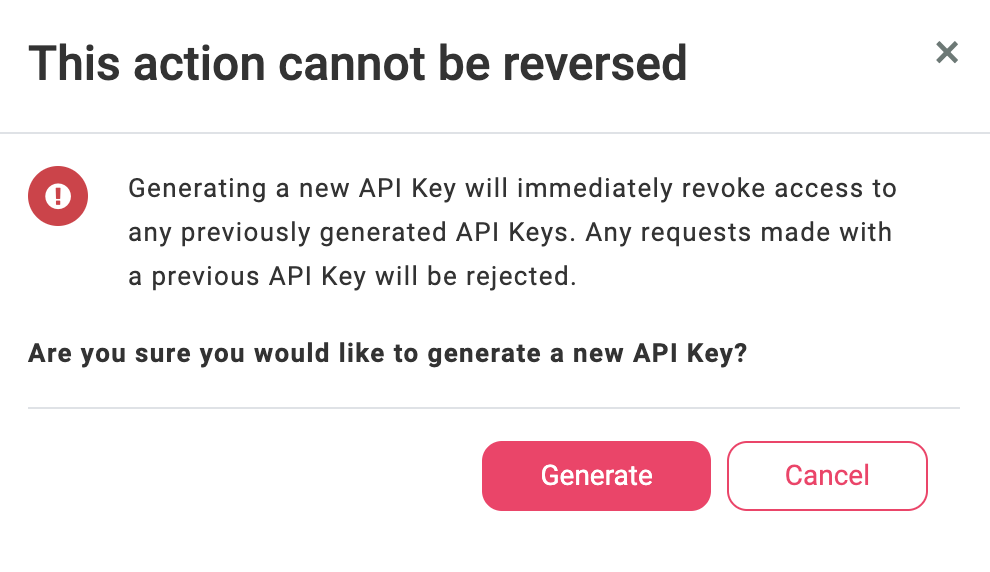 This action cannot be reversed
Generating a new API Key will immediately revoke access to
any previously generated API Keys. Any requests made with
a previous API Key will be rejected.
Are you sure you would like to generate a new API Key?
Generate
Cancel